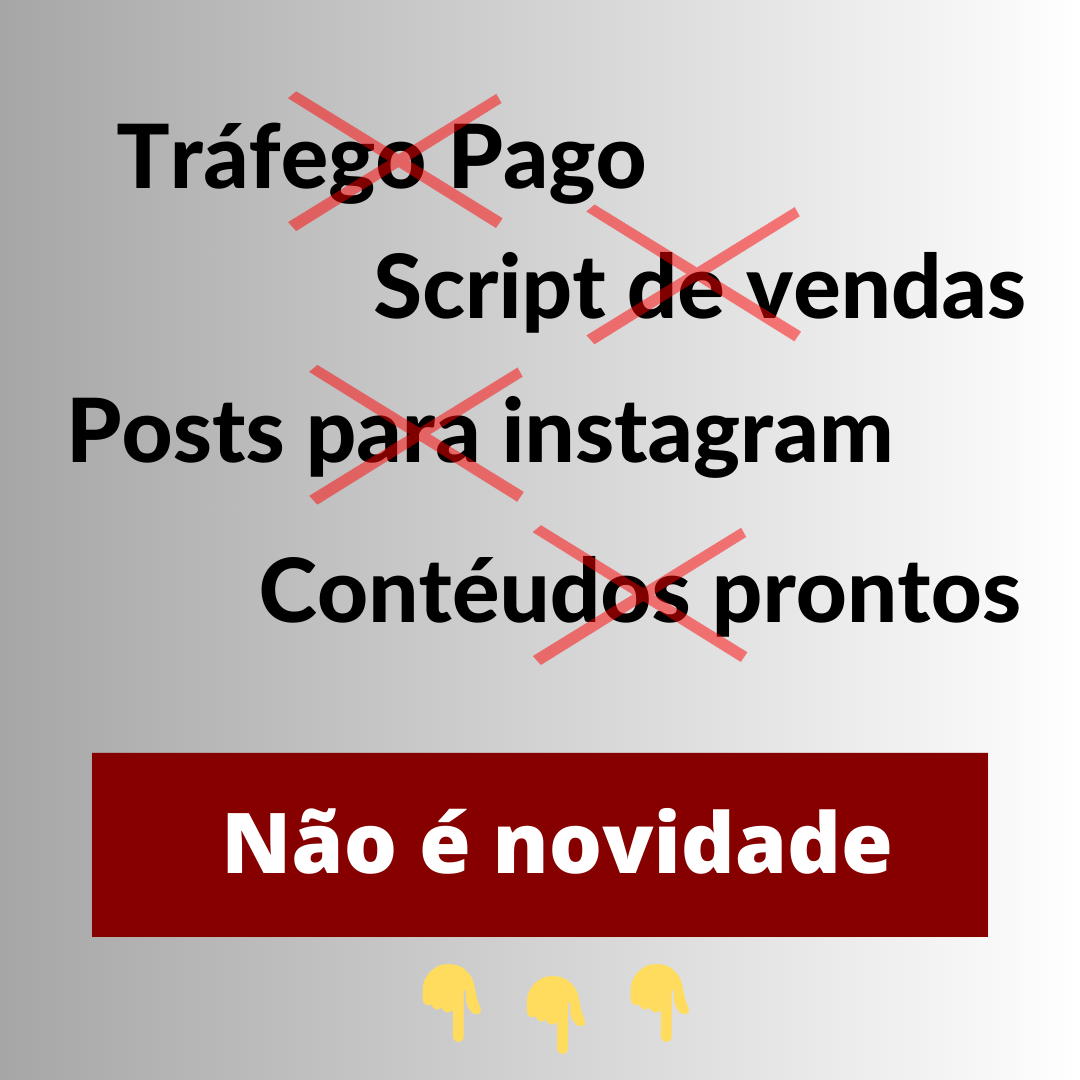 Tráfego Pago
Script de vendas
Posts para instagram
Contéudos prontos
Não é novidade